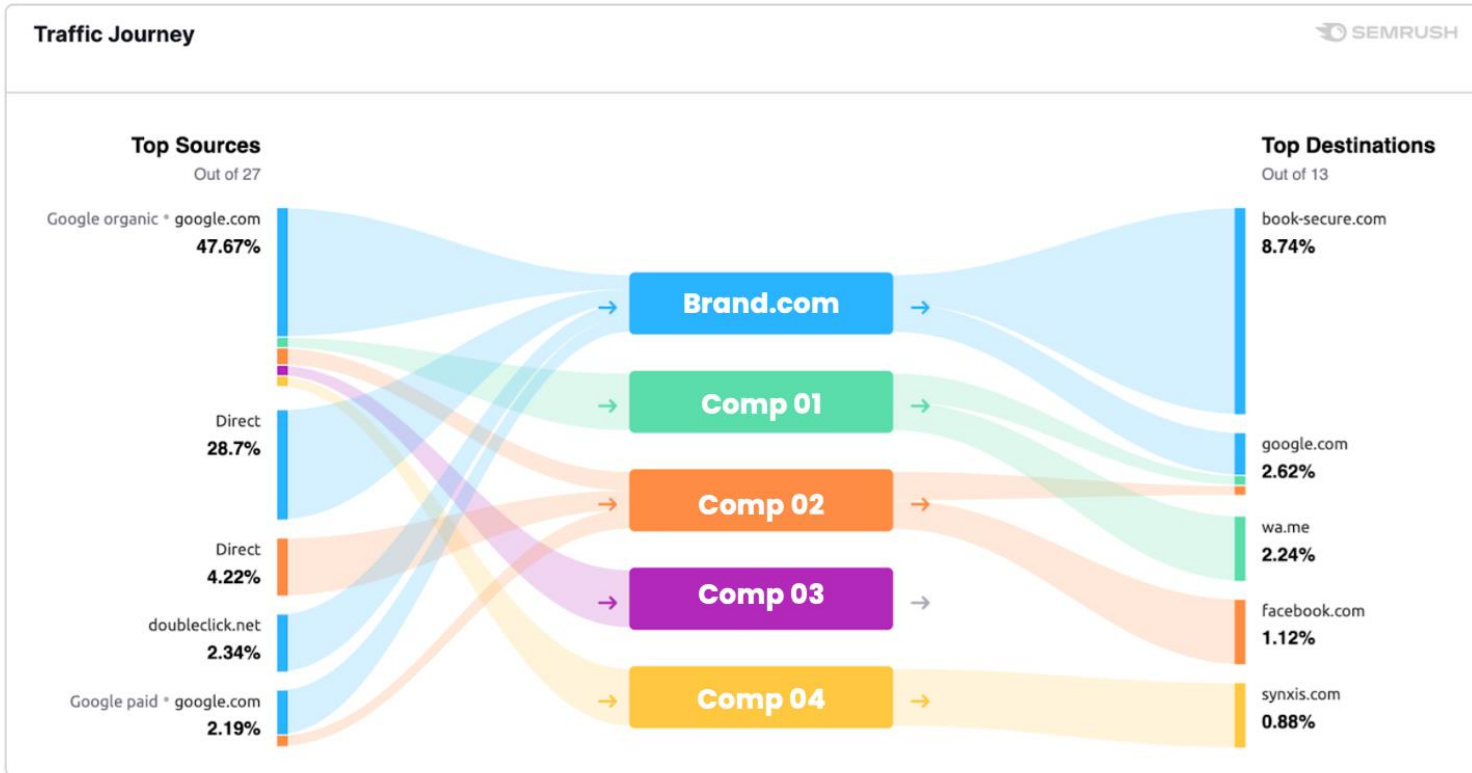 Traffic Journey
SEMRUSH
Top Sources
Out of 27
Google organic * google.com
47.67%
Direct
28.7%
Direct
4.22%
doubleclick.net
2.34%
Google paid * google.com
2.19%
Brand.com
Comp 01
Comp 02
Comp 03
Comp 04
Top Destinations
Out of 13
book-secure.com
8.74%
google.com
2.62%
wa.me
2.24%
facebook.com
1.12%
synxis.com
0.88%